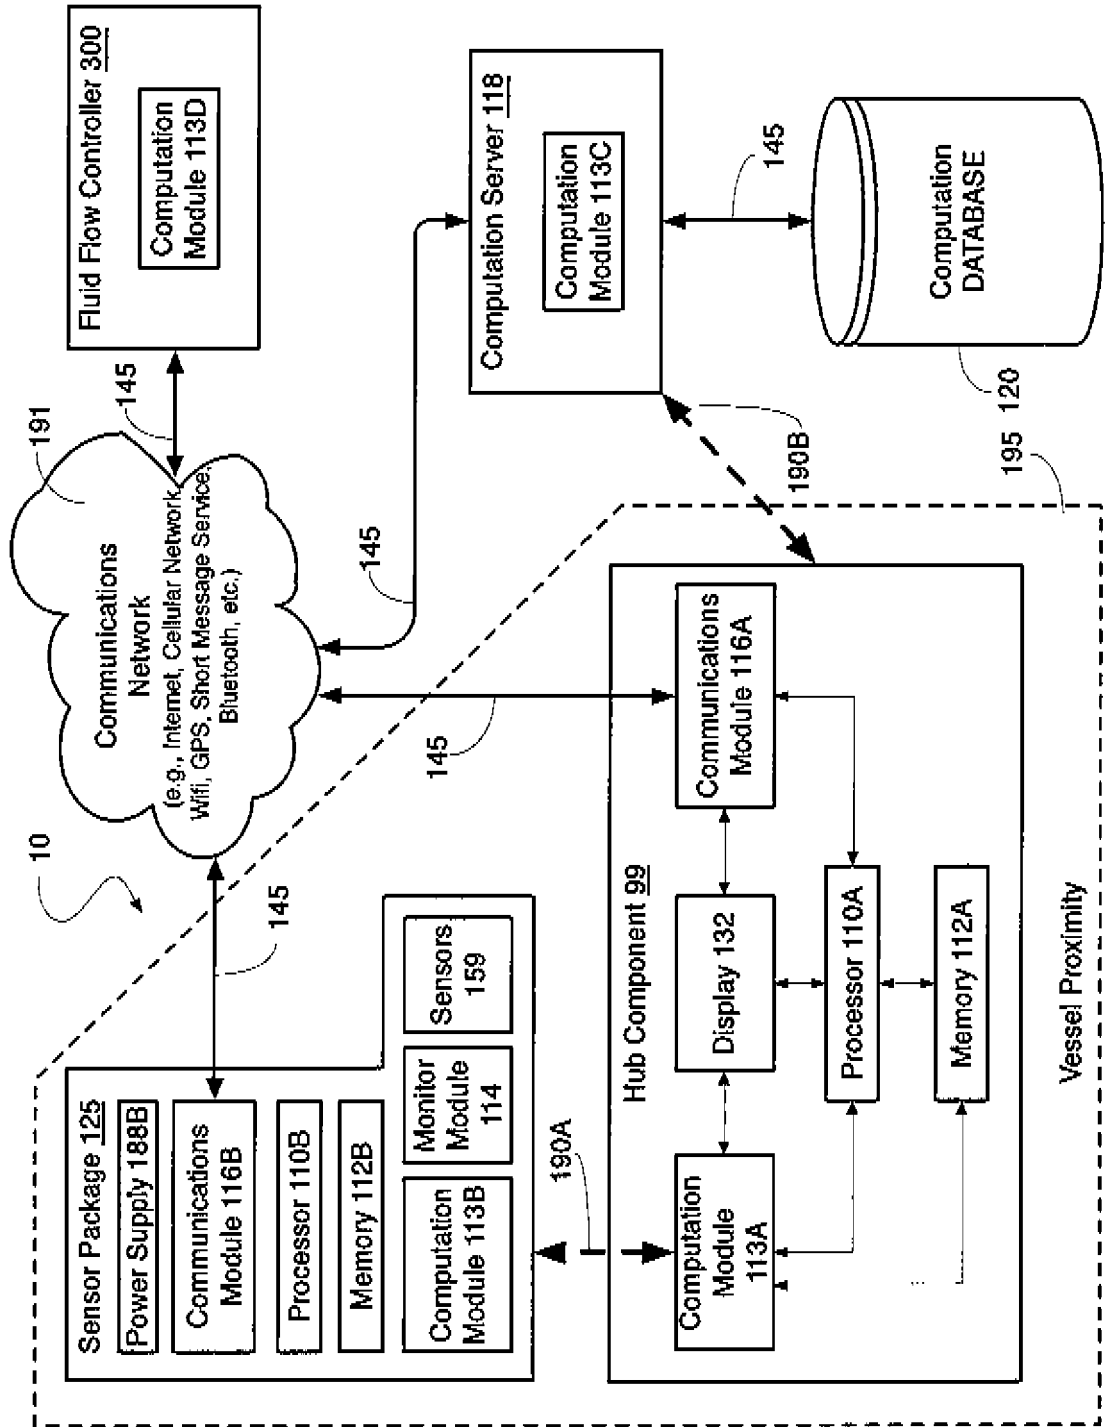 10
Communications
Network
(e.g., Internet, Cellular Network,
Wifi, GPS, Short Message Service,
Bluetooth, etc.)
191
145
Fluid Flow Controller 300
Computation
Module 113D
145
145
145
Sensor Package 125
Power Supply 188B
Communications
Module 116B
Processor 110B
Memory 112B
Computation
Module 113B
Monitor
Module
114
Sensors
159
190A
Computation Server 118
Computation
Module 113C
145
190B
Computation
DATABASE
120
195
Hub Component 99
Computation
Module
113A
Display 132
Communications
Module 116A
Processor 110A
Memory 112A
Vessel Proximity